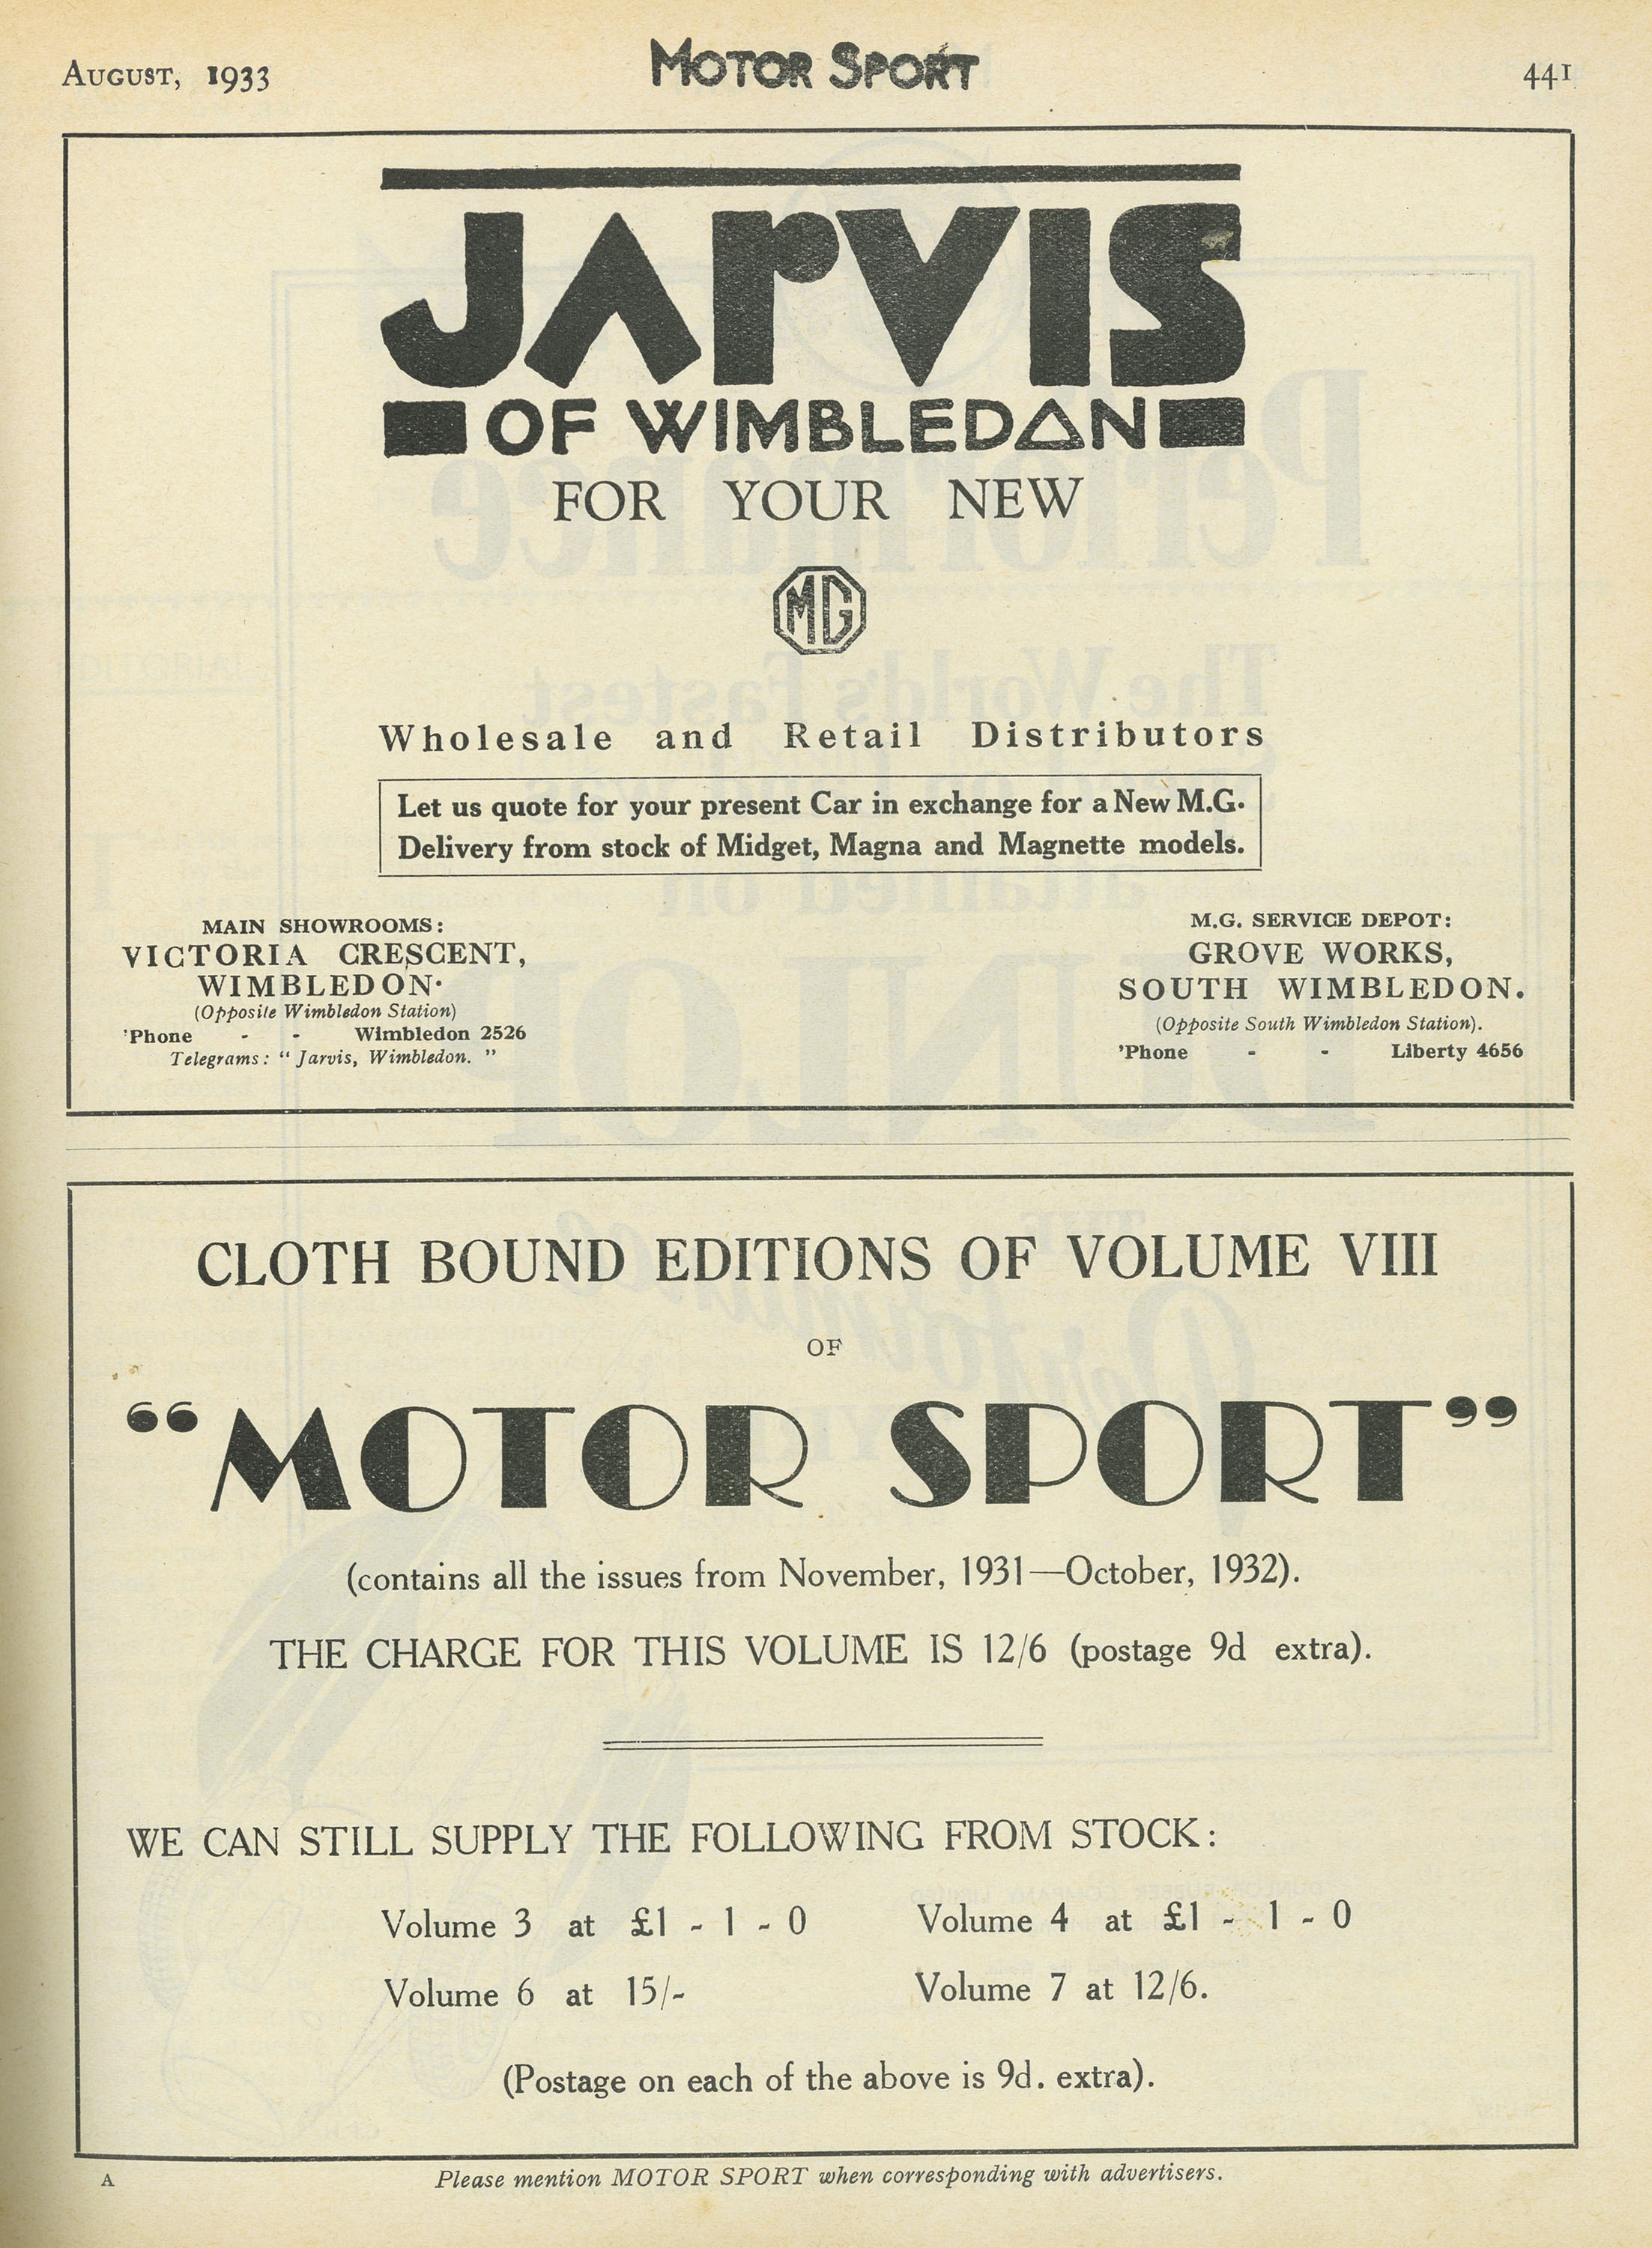 AUGUST, 1933
MOTOR SPORT
441
JARVIS
OF WIMBLEDON
FOR YOUR NEW
MG
Wholesale and Retail Distributors
Let us quote for your present Car in exchange for a New M.G.
Delivery from stock of Midget, Magna and Magnette models.
MAIN SHOWROOMS:
VICTORIA CRESCENT,
WIMBLEDON.
(Opposite Wimbledon Station)
'Phone - - Wimbledon 2526
Telegrams: " Jarvis, Wimbledon. "
M.G. SERVICE DEPOT:
GROVE WORKS,
SOUTH WIMBLEDON.
(Opposite South Wimbledon Station).
'Phone - - Liberty 4656
CLOTH BOUND EDITIONS OF VOLUME VIII
OF
“MOTOR SPORT”
(contains all the issues from November, 1931—October, 1932).
THE CHARGE FOR THIS VOLUME IS 12/6 (postage 9d extra).
WE CAN STILL SUPPLY THE FOLLOWING FROM STOCK:
Volume 3 at £1 - 1 - 0 Volume 4 at £1 - 1 - 0
Volume 6 at 15/- Volume 7 at 12/6.
(Postage on each of the above is 9d. extra).
A
Please mention MOTOR SPORT when corresponding with advertisers.